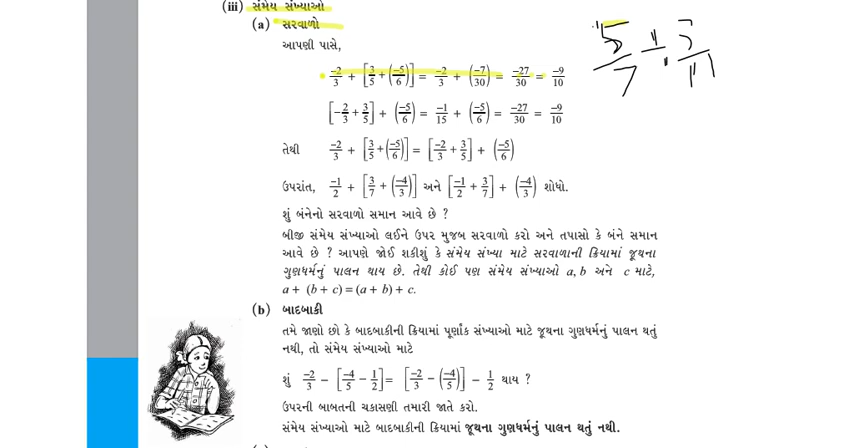 (iii) સંમેય સંખ્યાઓ
(a) સરવાળો
આપણી પાસે,
-2/3 + [3/5 + (-5/6)] = -2/3 + (-7/30) = -27/30 = -9/10
[-2/3 + 3/5] + (-5/6) = -1/15 + (-5/6) = -27/30 = -9/10
તેથી -2/3 + [3/5 + (-5/6)] = [-2/3 + 3/5] + (-5/6)
ઉપરાંત, -1/2 + [3/7 + (-4/3)] અને [-1/2 + 3/7] + (-4/3) શોધો.
શું બંનેનો સરવાળો સમાન આવે છે ?
બીજી સંમેય સંખ્યાઓ લઈને ઉપર મુજબ સરવાળો કરો અને તપાસો કે બંને સમાન
આવે છે ? આપણે જોઈ શકીશું કે સંમેય સંખ્યા માટે સરવાળાની ક્રિયામાં જૂથના
ગુણધર્મનું પાલન થાય છે. તેથી કોઈ પણ સંમેય સંખ્યાઓ a, b અને c માટે,
a + (b + c) = (a + b) + c.
(b) બાદબાકી
તમે જાણો છો કે બાદબાકીની ક્રિયામાં પૂર્ણાંક સંખ્યાઓ માટે જૂથના ગુણધર્મનું પાલન થતું
નથી, તો સંમેય સંખ્યાઓ માટે
શું -2/3 - [-4/5 - 1/2] = [-2/3 - (-4/5)] - 1/2 થાય ?
ઉપરની બાબતની ચકાસણી તમારી જાતે કરો.
સંમેય સંખ્યાઓ માટે બાદબાકીની ક્રિયામાં જૂથના ગુણધર્મનું પાલન થતું નથી.